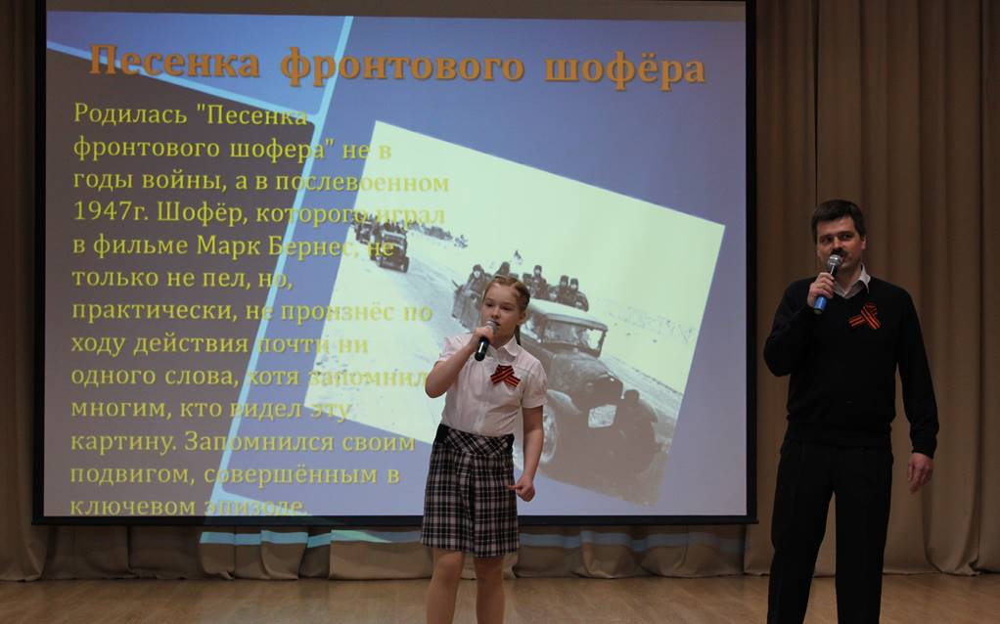 Песенка фронтового шофёра
Родилась "Песенка
фронтового шофера" не в
годы войны, а в послевоенном
1947г. Шофёр, которого играл
в фильме Марк Бернес, не
только не пел, но,
практически, не произнёс по
ходу действия почти ни
одного слова, хотя запомнил
многим, кто видел эту
картину. Запомнился своим
подвигом, совершённым в
ключевом эпизоде.